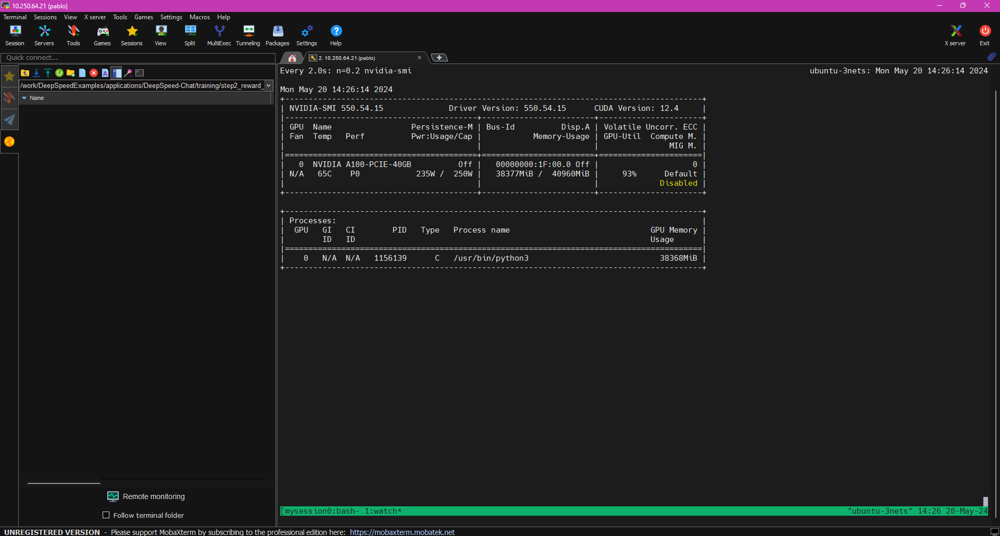 10.250.64.21 (pablo)
Terminal Sessions View X server Tools Games Settings Macros Help
Session Servers Tools Games Sessions View Split MultiExec Tunneling Packages Settings Help X server Exit
Quick connect...
2. 10.250.64.21 (pablo)
/work/DeepSpeedExamples/applications/DeepSpeed-Chat/training/step2_reward_
Name
Every 2.0s: n=0.2 nvidia-smi ubuntu-3nets: Mon May 20 14:26:14 2024
Mon May 20 14:26:14 2024
+-----------------------------------------------------------------------------------------+
| NVIDIA-SMI 550.54.15              Driver Version: 550.54.15      CUDA Version: 12.4     |
|-----------------------------------------+------------------------+----------------------+
| GPU  Name                 Persistence-M | Bus-Id          Disp.A | Volatile Uncorr. ECC |
| Fan  Temp   Perf          Pwr:Usage/Cap |           Memory-Usage | GPU-Util  Compute M. |
|                                         |                        |               MIG M. |
|=========================================+========================+======================|
|   0  NVIDIA A100-PCIE-40GB          Off |   00000000:1F:00.0 Off |                    0 |
| N/A   65C    P0            235W /  250W |   38377MiB /  40960MiB |     93%      Default |
|                                         |                        |             Disabled |
+-----------------------------------------+------------------------+----------------------+
+-----------------------------------------------------------------------------------------+
| Processes:                                                                              |
|  GPU   GI   CI        PID   Type   Process name                              GPU Memory |
|        ID   ID                                                               Usage      |
|=========================================================================================|
|    0   N/A  N/A   1156139      C   /usr/bin/python3                            38368MiB |
+-----------------------------------------------------------------------------------------+
Remote monitoring
Follow terminal folder
[mysession0:bash- 1:watch* "ubuntu-3nets" 14:26 20-May-24
UNREGISTERED VERSION - Please support MobaXterm by subscribing to the professional edition here: https://mobaxterm.mobatek.net